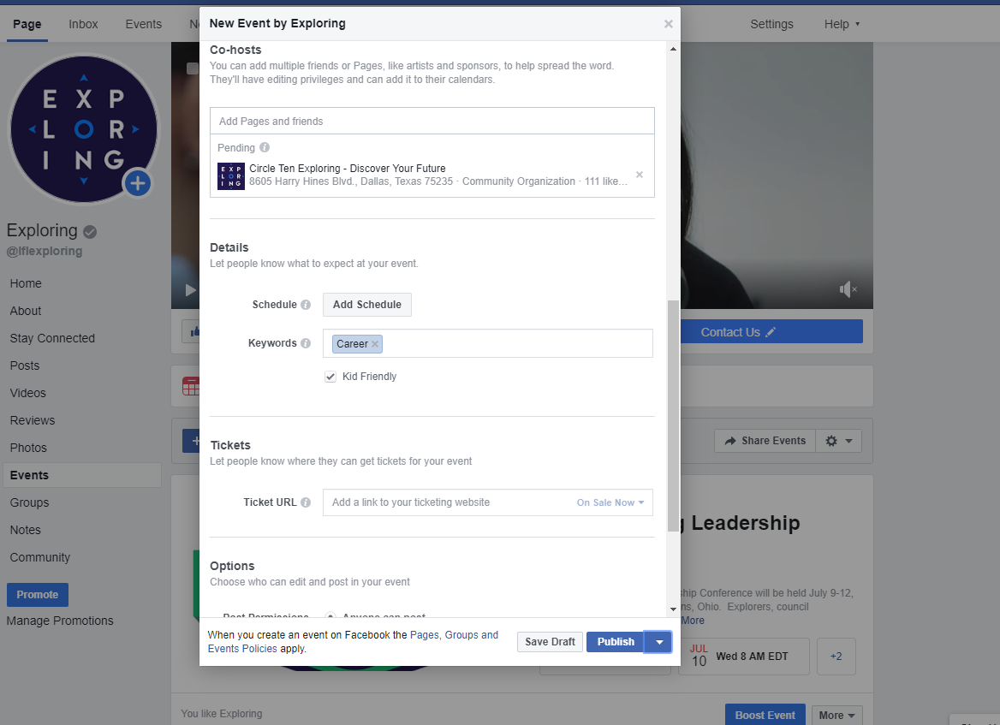 Page
Inbox
Events
New Event by Exploring
Settings
Help
E X P
L O R
I N G
Exploring
@lflexploring
Home
About
Stay Connected
Posts
Videos
Reviews
Photos
Events
Groups
Notes
Community
Promote
Manage Promotions
Co-hosts
You can add multiple friends or Pages, like artists and sponsors, to help spread the word.
They'll have editing privileges and can add it to their calendars.
Add Pages and friends
Pending
E X P
L O R
I N G
Circle Ten Exploring - Discover Your Future
8605 Harry Hines Blvd., Dallas, Texas 75235 · Community Organization · 111 like...
Details
Let people know what to expect at your event.
Schedule
Add Schedule
Keywords
Career
Kid Friendly
Tickets
Let people know where they can get tickets for your event
Ticket URL
Add a link to your ticketing website
On Sale Now
Options
Choose who can edit and post in your event
Post Permissions
Anyone can post
When you create an event on Facebook the Pages, Groups and
Events Policies apply.
Save Draft
Publish
Contact Us
Share Events
g Leadership
ship Conference will be held July 9-12,
ns, Ohio. Explorers, council
More
JUL
10
Wed 8 AM EDT
+2
You like Exploring
Boost Event
More